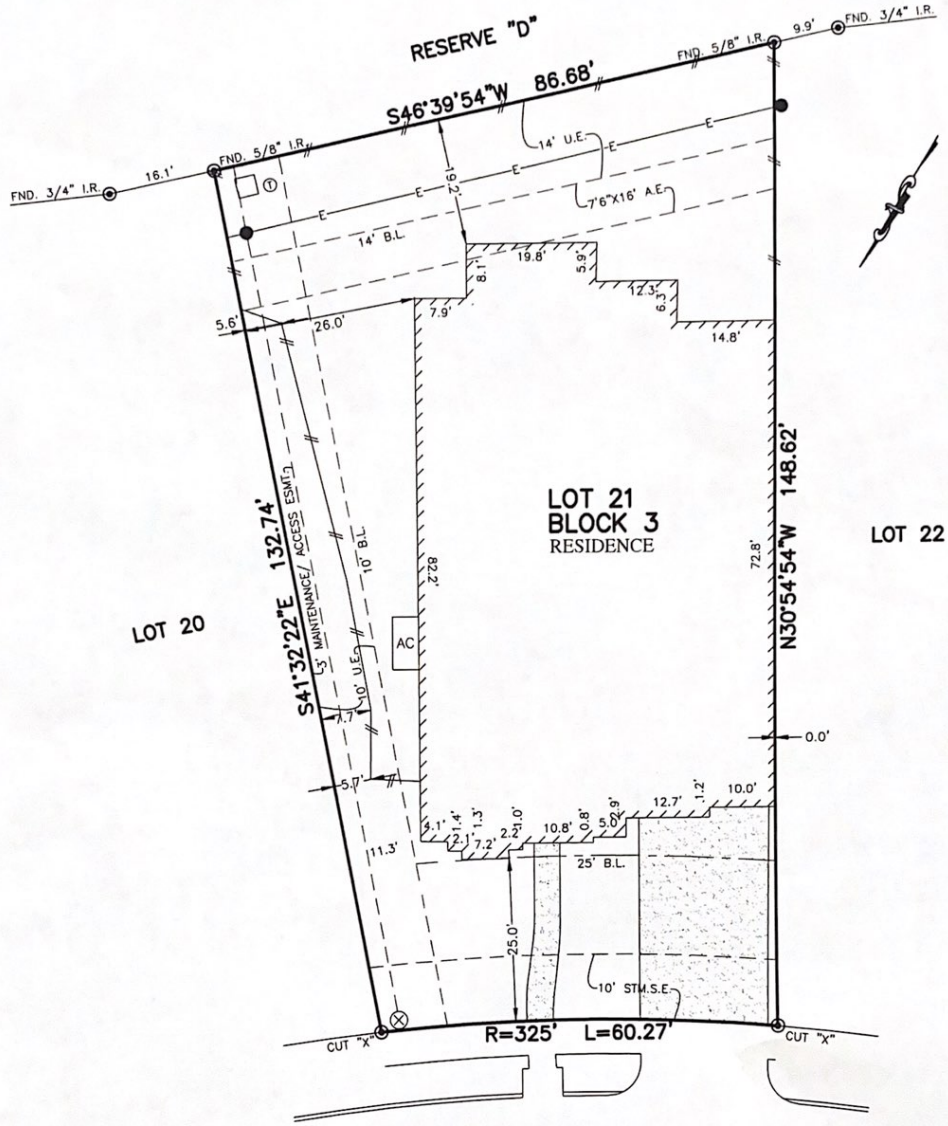 RESERVE "D"
FND. 3/4" I.R.
9.9'
FND. 5/8" I.R.
S46°39'54"W 86.68'
FND. 5/8" I.R.
16.1'
FND. 3/4" I.R.
T
E
E
E
E
E
14' U.E.
7'6"X16' A.E.
19.2'
14' B.L.
19.8'
5.9'
8.1'
12.3'
6.3'
7.9'
14.8'
5.6'
26.0'
LOT 21
BLOCK 3
RESIDENCE
LOT 22
LOT 20
N30°54'54"W 148.62'
S41°32'22"E 132.74'
3' MAINTENANCE/ ACCESS ESMT.
10' B.L.
10' U.E.
82.2'
72.8'
AC
7.7'
5.7'
0.0'
4.1'
1.4'
2.1'
1.3'
7.2'
2.2'
1.0'
10.8'
0.8'
5.0'
2.9'
12.7'
1.2'
10.0'
11.3'
25' B.L.
25.0'
10' STM.S.E.
R=325' L=60.27'
CUT "X"
CUT "X"